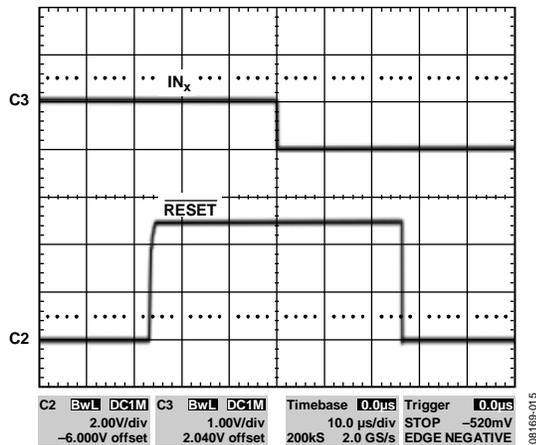 INx
C3
RESET
C2
C2 BwL DC1M C3 BwL DC1M Timebase 0.0µs Trigger 0.0µs
2.00V/div 1.00V/div 10.0 µs/div STOP −520mV
−6.000V offset 2.040V offset 200kS 2.0 GS/s EDGE NEGATIVE
08169-015